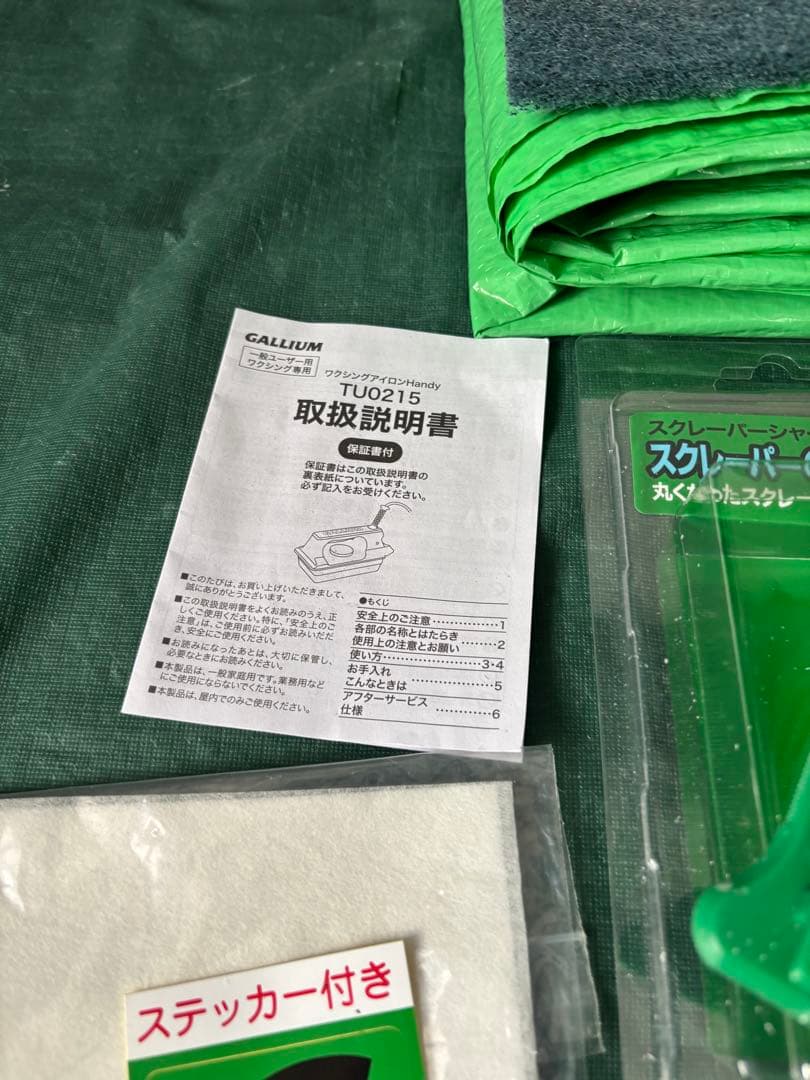 GALLIUM
一般ユーザー用
ワクシング専用
ワクシングアイロンHandy
TU0215
取扱説明書
保証書付
保証書はこの取扱説明書の
裏表紙についています。
必ず記入をお受けください。
■このたびは、お買い上げいただきまして、
誠にありがとうございます。
■この取扱説明書をよくお読みのうえ、正
しくご使用ください。特に、「安全上のご
注意」は、ご使用前に必ずお読みいただ
き、安全にご使用ください。
■お読みになったあとは、大切に保管し、
必要なときにお読みください。
■本製品は、一般家庭用です。業務用など
にご使用にならないでください。
■本製品は、屋内でのみご使用ください。
●もくじ
安全上のご注意……………1
各部の名称とはたらき
使用上の注意とお願い………2
使い方……………………3・4
お手入れ
こんなときは………………5
アフターサービス
仕様…………6
スクレーパーシャー
スクレーパー
丸くなったスクレー
ステッカー付き